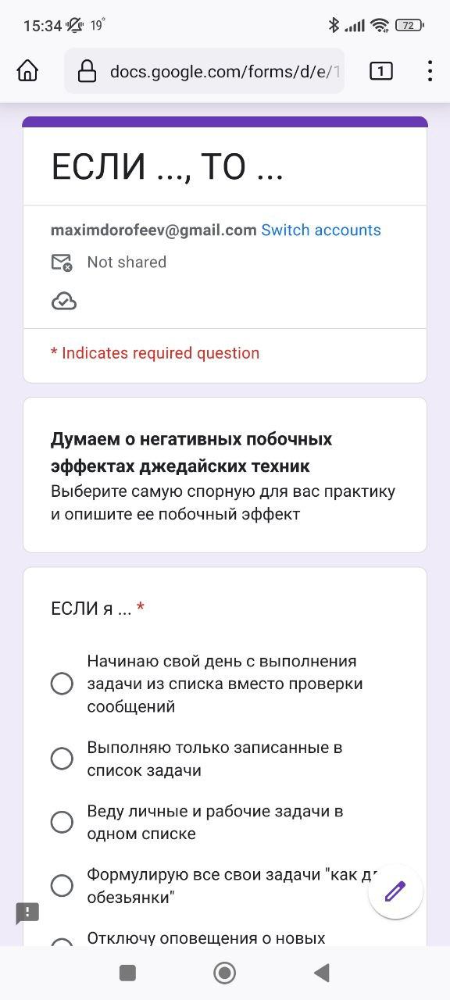 15:34 19° 72
docs.google.com/forms/d/e/1
1
ЕСЛИ ..., ТО ...
maximdorofeev@gmail.com Switch accounts
Not shared
* Indicates required question
Думаем о негативных побочных
эффектах джедайских техник
Выберите самую спорную для вас практику
и опишите ее побочный эффект
ЕСЛИ я ... *
Начинаю свой день с выполнения
задачи из списка вместо проверки
сообщений
Выполняю только записанные в
список задачи
Веду личные и рабочие задачи в
одном списке
Формулирую все свои задачи "как
обезьянки"
Отключу оповещения о новых